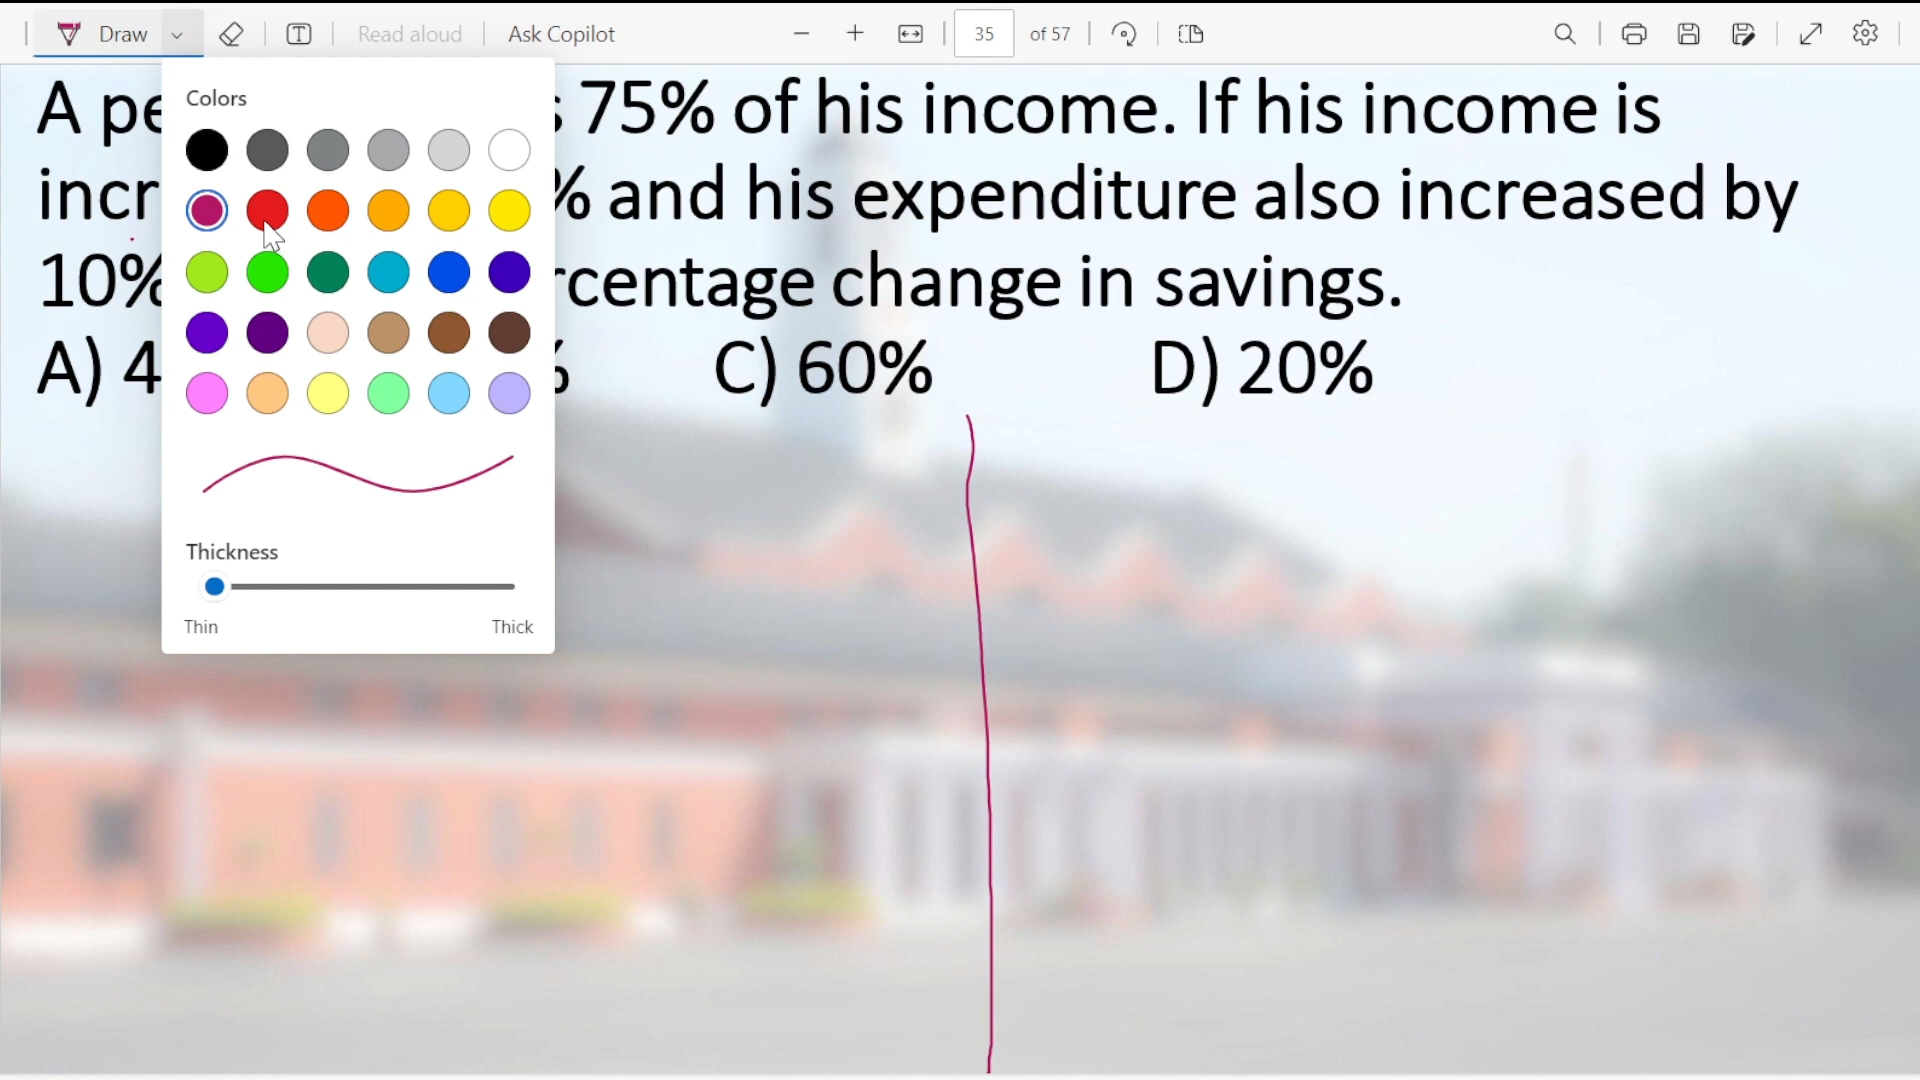 Draw Read aloud Ask Copilot 35 of 57
Colors
A pe 75% of his income. If his income is
incr % and his expenditure also increased by
10% rcentage change in savings.
A) 4 C) 60% D) 20%
Thickness
Thin Thick